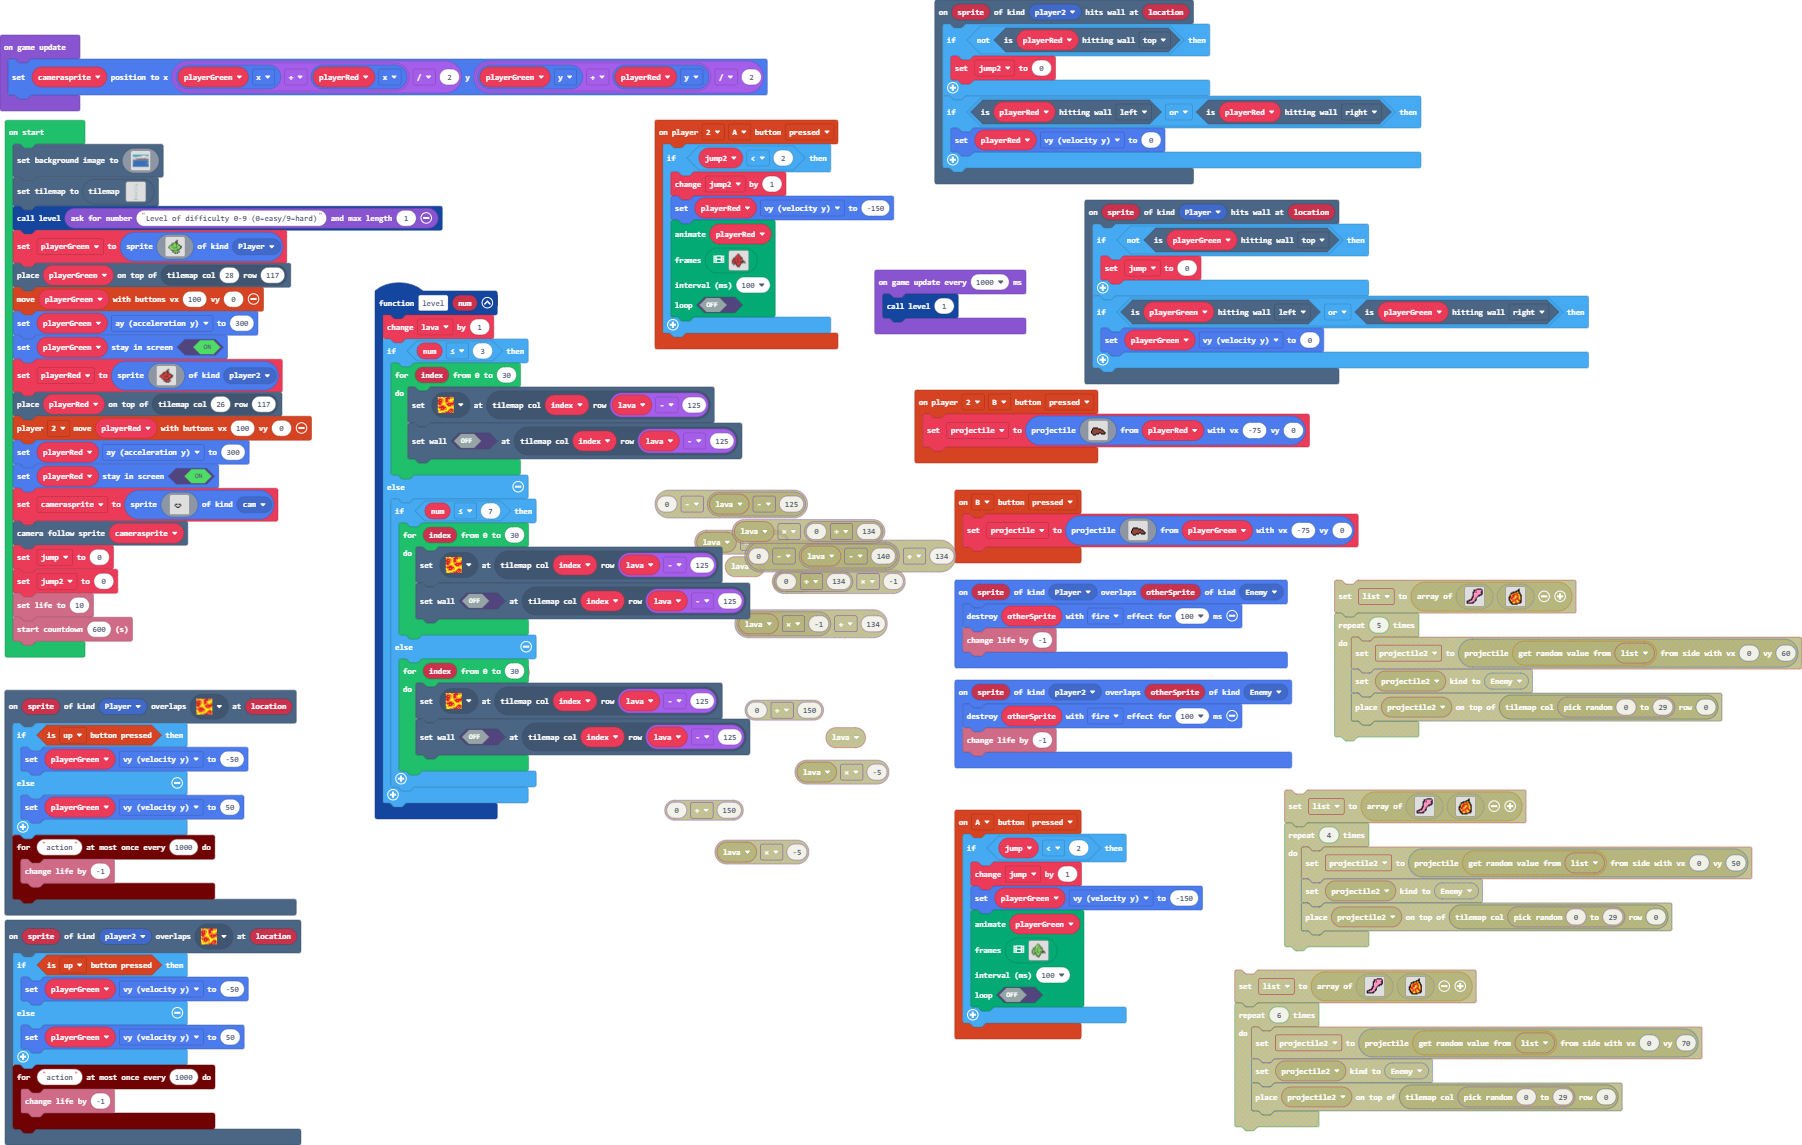 on game update
set camerasprite position to x playerGreen x + playerRed x / 2 y playerGreen y + playerRed y / 2
on start
set background image to
set tilemap to tilemap
call level ask for number "Level of difficulty 0-9 (0=easy/9=hard)" and max length 1
set playerGreen to sprite of kind Player
place playerGreen on top of tilemap col 28 row 117
move playerGreen with buttons vx 100 vy 0
set playerGreen ay (acceleration y) to 300
set playerGreen stay in screen ON
set playerRed to sprite of kind player2
place playerRed on top of tilemap col 26 row 117
player 2 move playerRed with buttons vx 100 vy 0
set playerRed ay (acceleration y) to 300
set playerRed stay in screen ON
set camerasprite to sprite of kind cam
camera follow sprite camerasprite
set jump to 0
set jump2 to 0
set life to 10
start countdown 600 (s)
on sprite of kind Player overlaps at location
if is up button pressed then
set playerGreen vy (velocity y) to -50
else
set playerGreen vy (velocity y) to 50
for "action" at most once every 1000 do
change life by -1
on sprite of kind player2 overlaps at location
if is up button pressed then
set playerGreen vy (velocity y) to -50
else
set playerGreen vy (velocity y) to 50
for "action" at most once every 1000 do
change life by -1
function level num
change lava by 1
if num ≤ 3 then
for index from 0 to 30
do
set at tilemap col index row lava - 125
set wall OFF at tilemap col index row lava - 125
else
if num ≤ 7 then
for index from 0 to 30
do
set at tilemap col index row lava - 125
set wall OFF at tilemap col index row lava - 125
else
for index from 0 to 30
do
set at tilemap col index row lava - 125
set wall OFF at tilemap col index row lava - 125
on player 2 A button pressed
if jump2 < 2 then
change jump2 by 1
set playerRed vy (velocity y) to -150
animate playerRed
frames
interval (ms) 100
loop OFF
on game update every 1000 ms
call level 1
0 - lava - 125
lava × 0 + 134
lava
0 - lava - 140 + 134
lava
0 + 134 × -1
lava × -1 + 134
0 + 150
lava
lava × -5
0 + 150
lava × -5
on sprite of kind player2 hits wall at location
if not is playerRed hitting wall top then
set jump2 to 0
if is playerRed hitting wall left or is playerRed hitting wall right then
set playerRed vy (velocity y) to 0
on sprite of kind Player hits wall at location
if not is playerGreen hitting wall top then
set jump to 0
if is playerGreen hitting wall left or is playerGreen hitting wall right then
set playerGreen vy (velocity y) to 0
on player 2 B button pressed
set projectile to projectile from playerRed with vx -75 vy 0
on B button pressed
set projectile to projectile from playerGreen with vx -75 vy 0
on sprite of kind Player overlaps otherSprite of kind Enemy
destroy otherSprite with fire effect for 100 ms
change life by -1
on sprite of kind player2 overlaps otherSprite of kind Enemy
destroy otherSprite with fire effect for 100 ms
change life by -1
on A button pressed
if jump < 2 then
change jump by 1
set playerGreen vy (velocity y) to -150
animate playerGreen
frames
interval (ms) 100
loop OFF
set list to array of
repeat 5 times
do
set projectile2 to projectile get random value from list from side with vx 0 vy 60
set projectile2 kind to Enemy
place projectile2 on top of tilemap col pick random 0 to 29 row 0
set list to array of
repeat 4 times
do
set projectile2 to projectile get random value from list from side with vx 0 vy 50
set projectile2 kind to Enemy
place projectile2 on top of tilemap col pick random 0 to 29 row 0
set list to array of
repeat 6 times
do
set projectile2 to projectile get random value from list from side with vx 0 vy 70
set projectile2 kind to Enemy
place projectile2 on top of tilemap col pick random 0 to 29 row 0